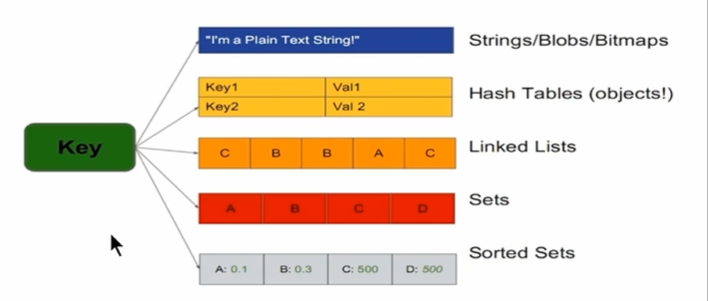 "I'm a Plain Text String!"
Strings/Blobs/Bitmaps
Key1 Val1
Key2 Val 2
Hash Tables (objects!)
Key
C B B A C
Linked Lists
A B C D
Sets
A: 0.1 B: 0.3 C: 500 D: 500
Sorted Sets